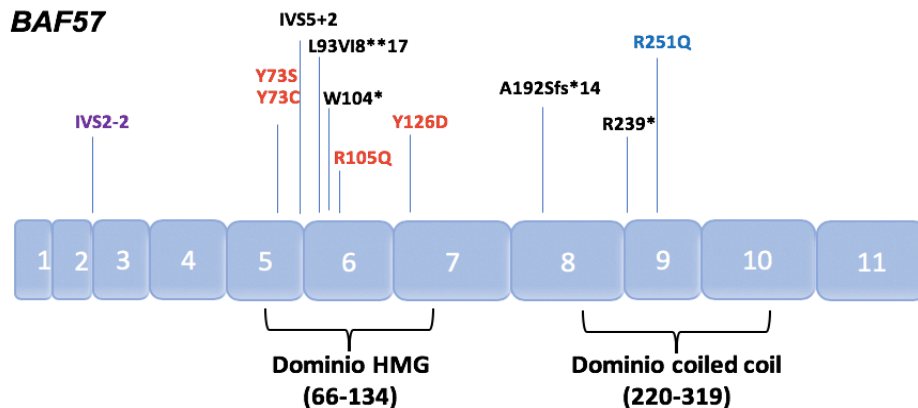 BAF57
IVS5+2
L93VI8**17
R251Q
Y73S
Y73C
W104*
A192Sfs*14
IVS2-2
Y126D
R239*
R105Q
1 2 3 4 5 6 7 8 9 10 11
Dominio HMG
(66-134)
Dominio coiled coil
(220-319)